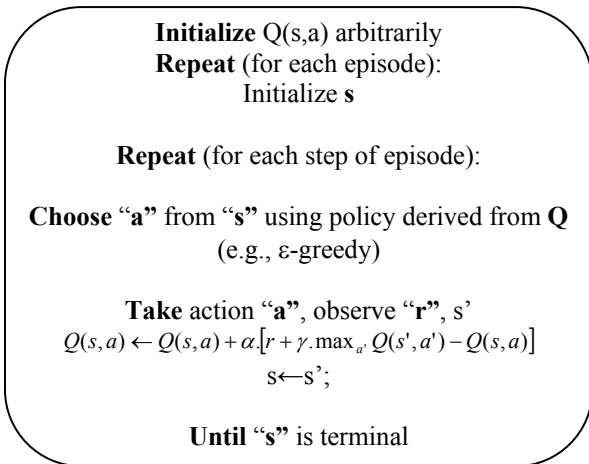 Initialize Q(s,a) arbitrarily
Repeat (for each episode):
Initialize s
Repeat (for each step of episode):
Choose “a” from “s” using policy derived from Q
(e.g., ε-greedy)
Take action “a”, observe “r”, s’
Q(s,a) ← Q(s,a) + α.[r + γ.max_{a'} Q(s',a') − Q(s,a)]
s←s’;
Until “s” is terminal